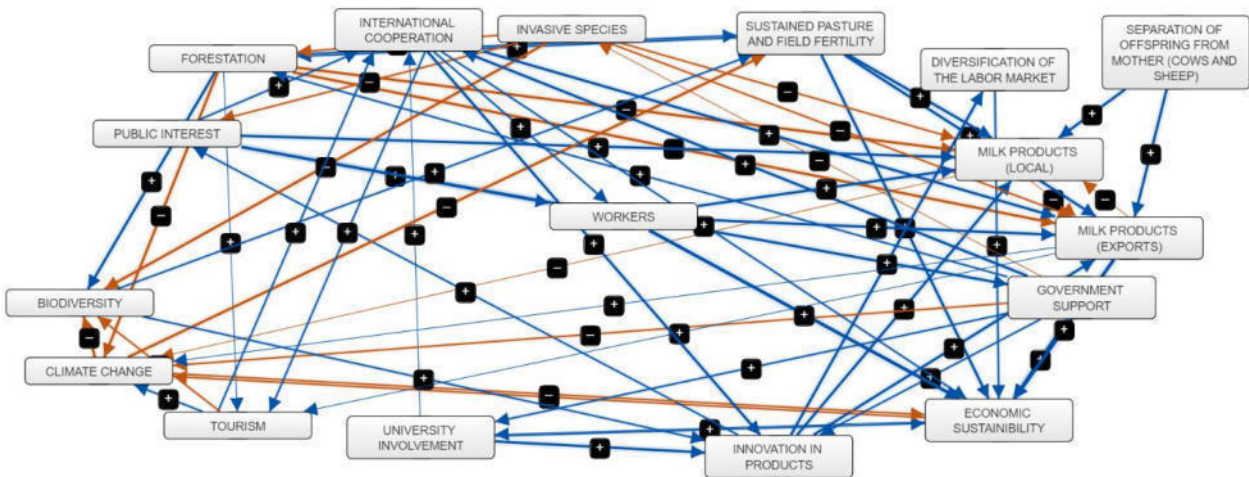 INTERNATIONAL
COOPERATION
INVASIVE SPECIES
SUSTAINED PASTURE
AND FIELD FERTILITY
SEPARATION OF
OFFSPRING FROM
MOTHER (COWS AND
SHEEP)
FORESTATION
DIVERSIFICATION OF
THE LABOR MARKET
PUBLIC INTEREST
MILK PRODUCTS
(LOCAL)
WORKERS
MILK PRODUCTS
(EXPORTS)
BIODIVERSITY
GOVERNMENT
SUPPORT
CLIMATE CHANGE
TOURISM
UNIVERSITY
INVOLVEMENT
INNOVATION IN
PRODUCTS
ECONOMIC
SUSTAINIBILITY